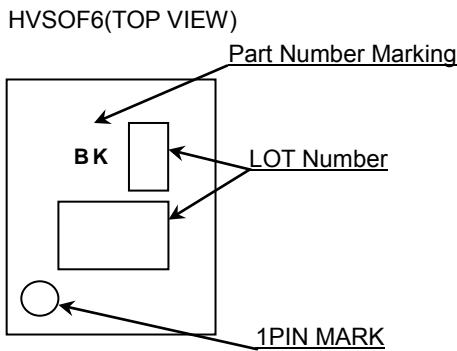 HVSOF6(TOP VIEW)
Part Number Marking
BK
LOT Number
1PIN MARK